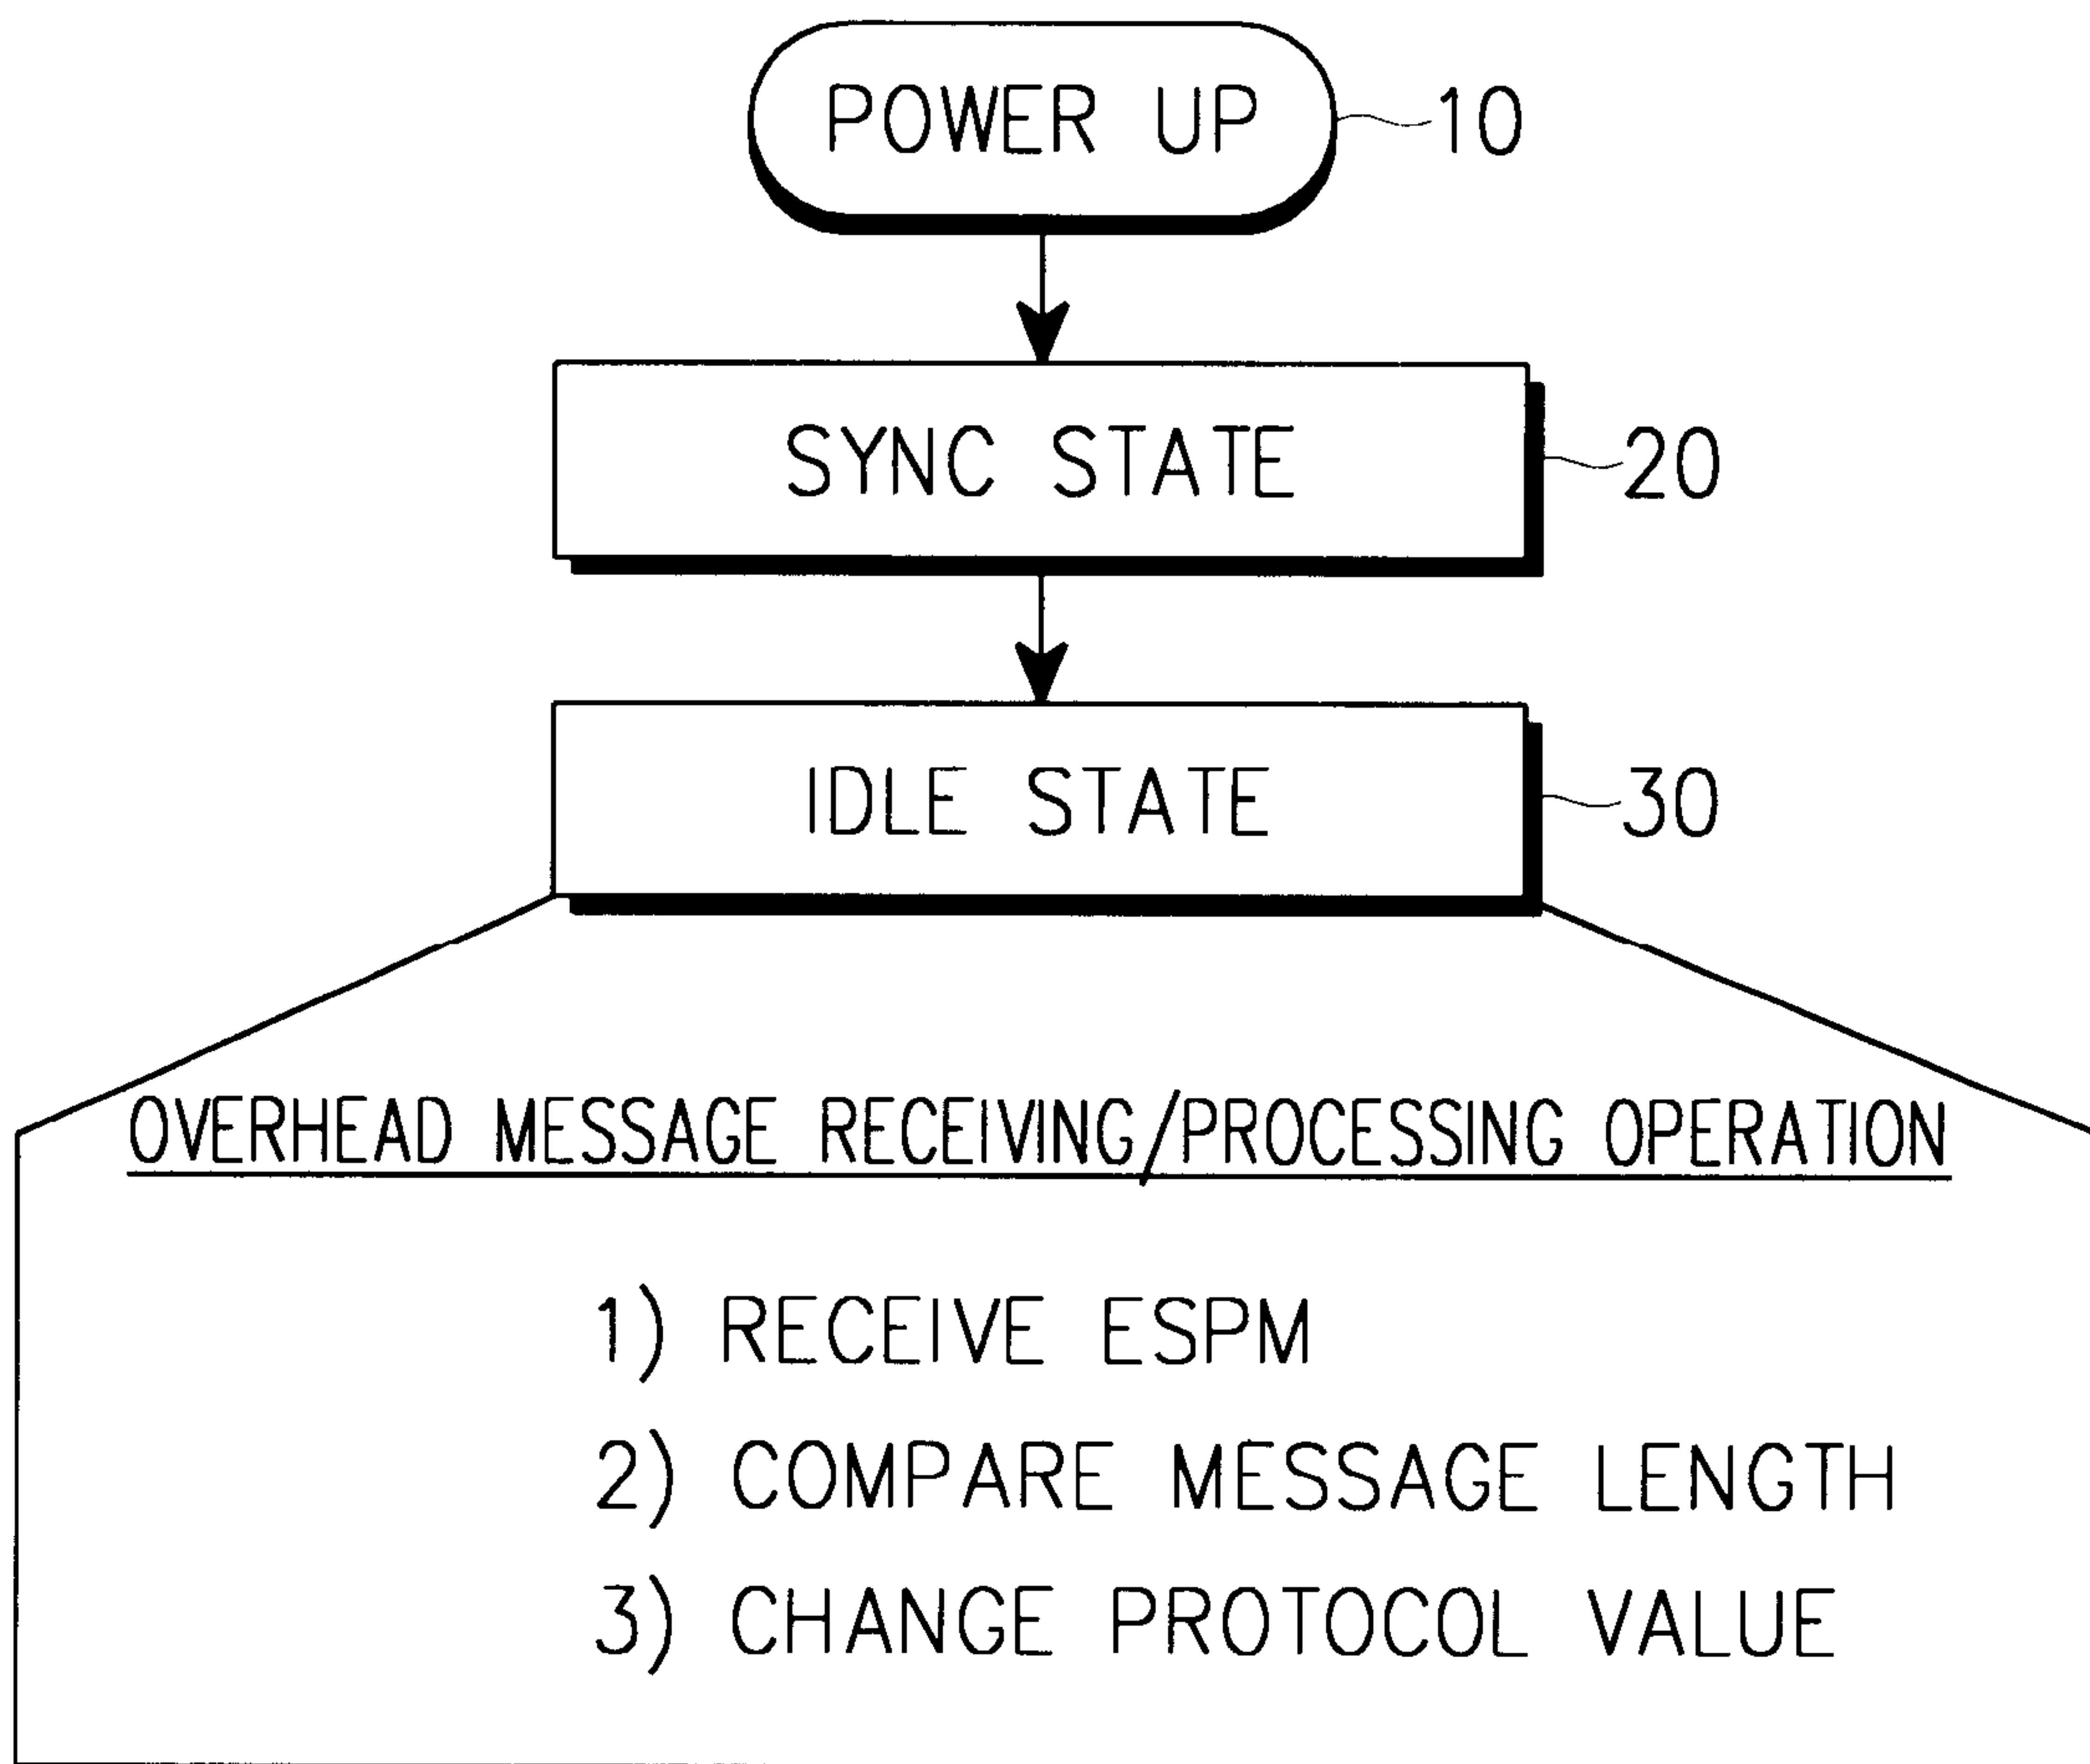 POWER UP 10
SYNC STATE 20
IDLE STATE 30
OVERHEAD MESSAGE RECEIVING/PROCESSING OPERATION
1) RECEIVE ESPM
2) COMPARE MESSAGE LENGTH
3) CHANGE PROTOCOL VALUE